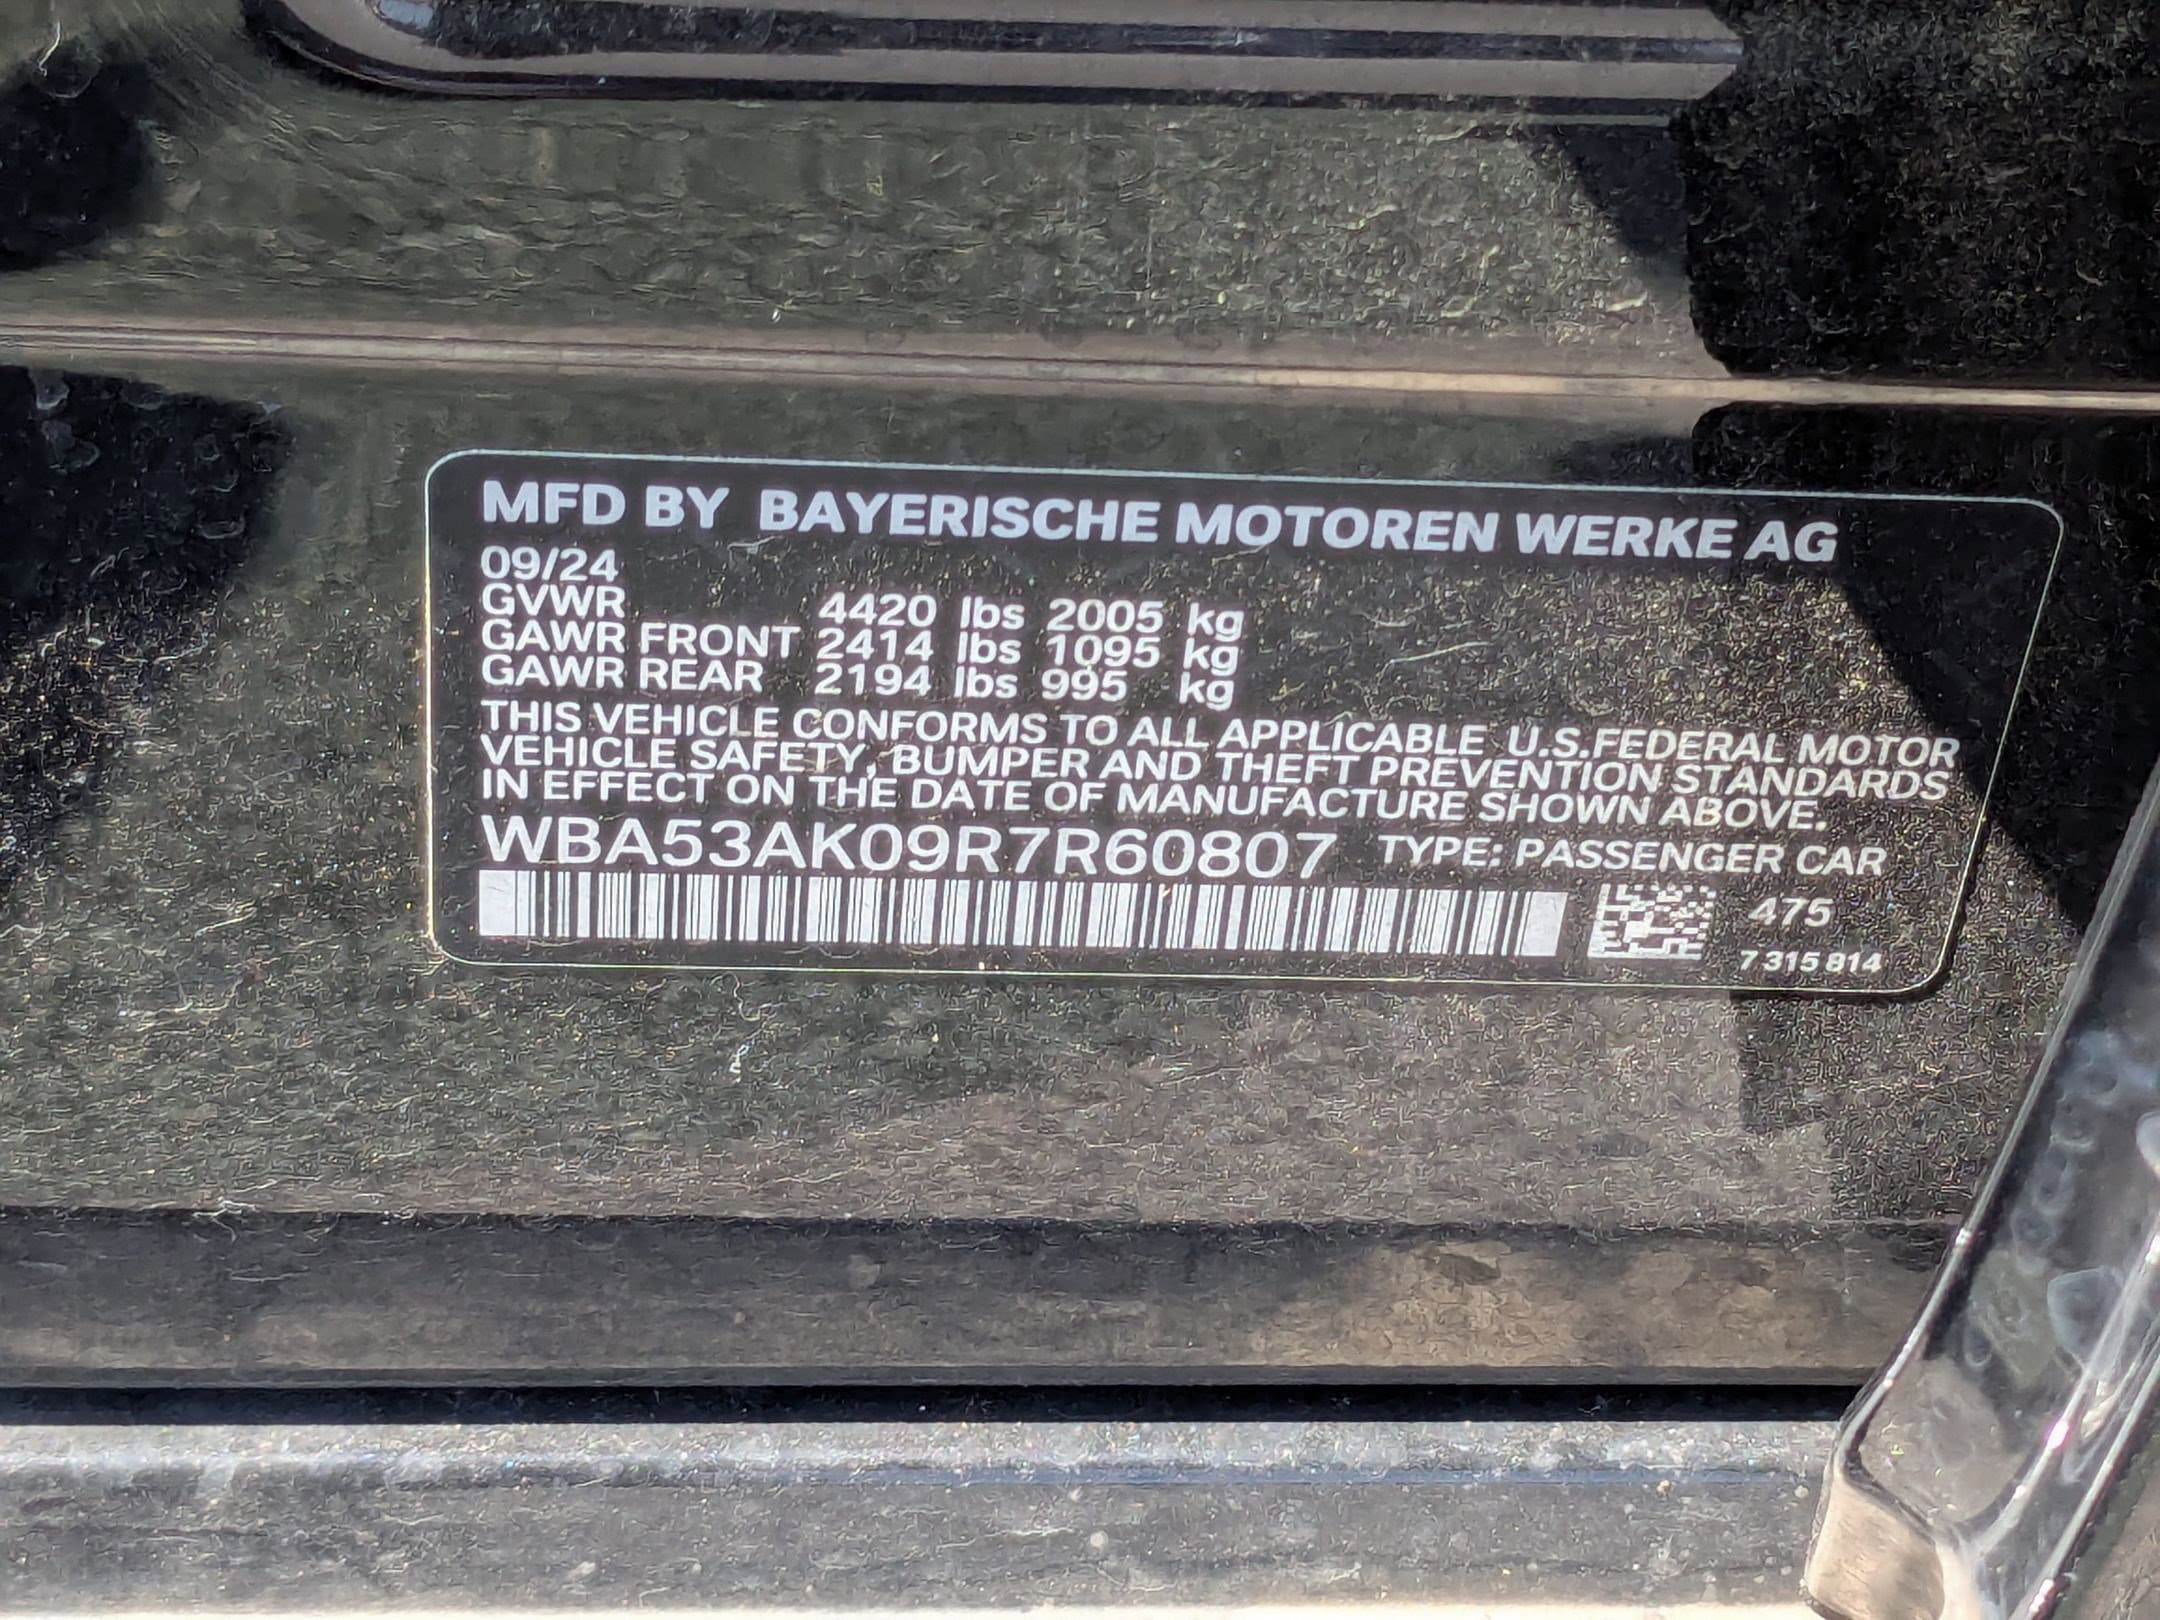 MFD BY BAYERISCHE MOTOREN WERKE AG
09/24
GVWR 4420 lbs 2005 kg
GAWR FRONT 2414 lbs 1095 kg
GAWR REAR 2194 lbs 995 kg
THIS VEHICLE CONFORMS TO ALL APPLICABLE U.S.FEDERAL MOTOR
VEHICLE SAFETY, BUMPER AND THEFT PREVENTION STANDARDS
IN EFFECT ON THE DATE OF MANUFACTURE SHOWN ABOVE.
WBA53AK09R7R60807 TYPE: PASSENGER CAR
475
7 315 814